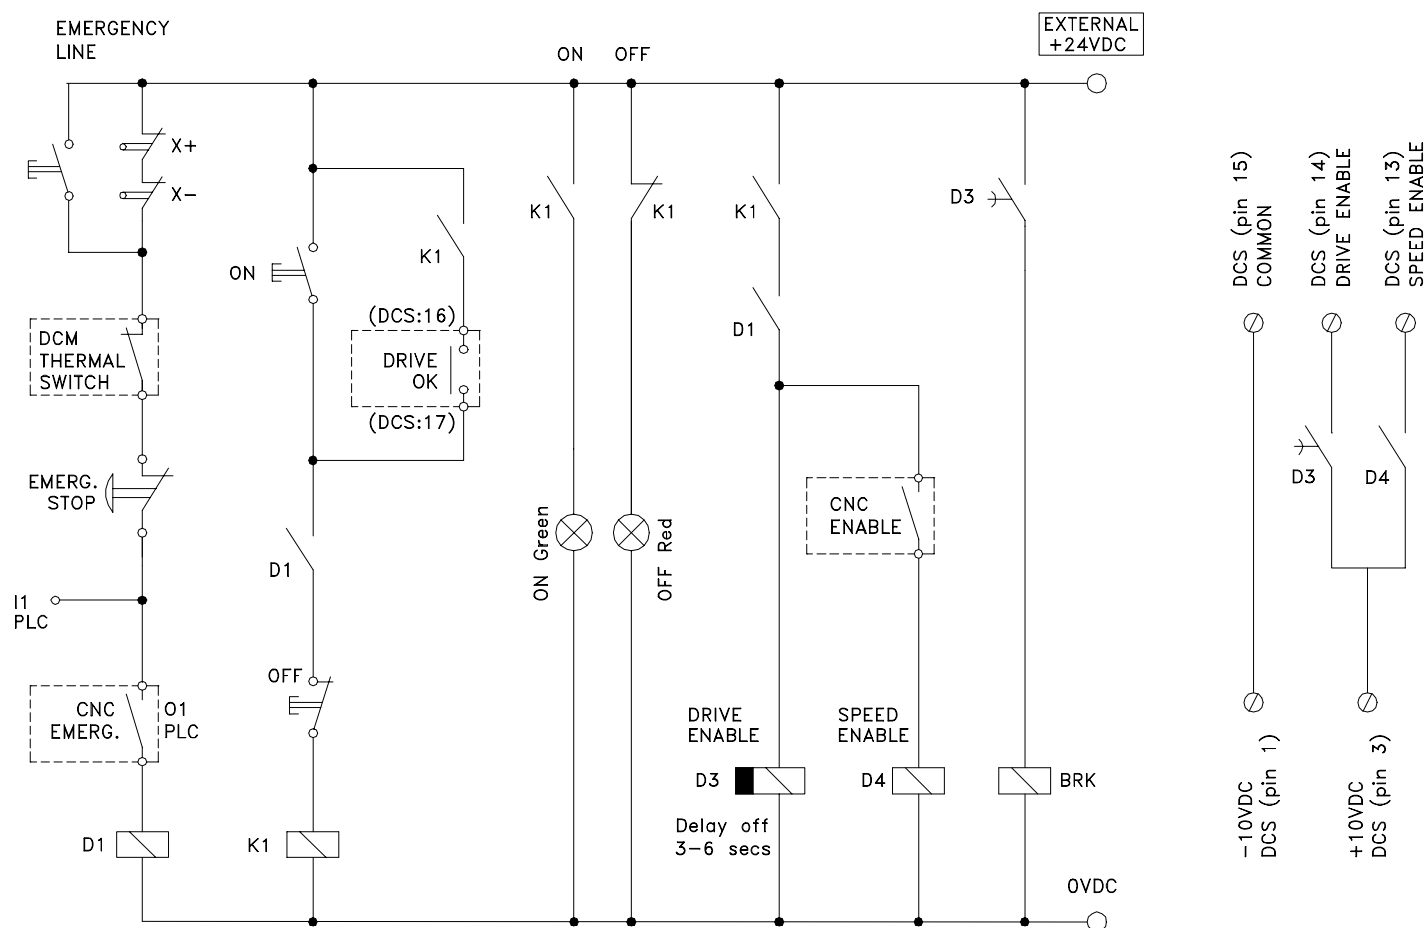 EMERGENCY
LINE
ON
OFF
EXTERNAL
+24VDC
X+
X-
K1
K1
K1
D3
ON
K1
DCM
THERMAL
SWITCH
(DCS:16)
DRIVE
OK
(DCS:17)
D1
EMERG.
STOP
CNC
ENABLE
ON Green
OFF Red
D1
I1
PLC
OFF
CNC
EMERG.
O1
PLC
DRIVE
ENABLE
SPEED
ENABLE
D3
D4
BRK
Delay off
3-6 secs
D1
K1
0VDC
DCS (pin 15)
COMMON
DCS (pin 14)
DRIVE ENABLE
DCS (pin 13)
SPEED ENABLE
D3
D4
-10VDC
DCS (pin 1)
+10VDC
DCS (pin 3)